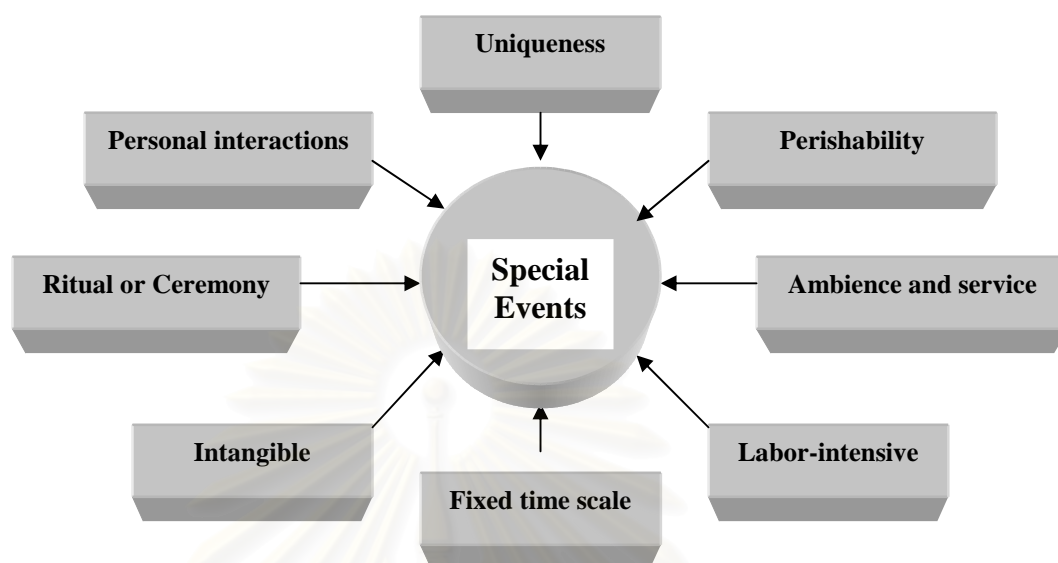 Uniqueness
Personal interactions
Perishability
Ritual or Ceremony
Special
Events
Ambience and service
Intangible
Labor-intensive
Fixed time scale